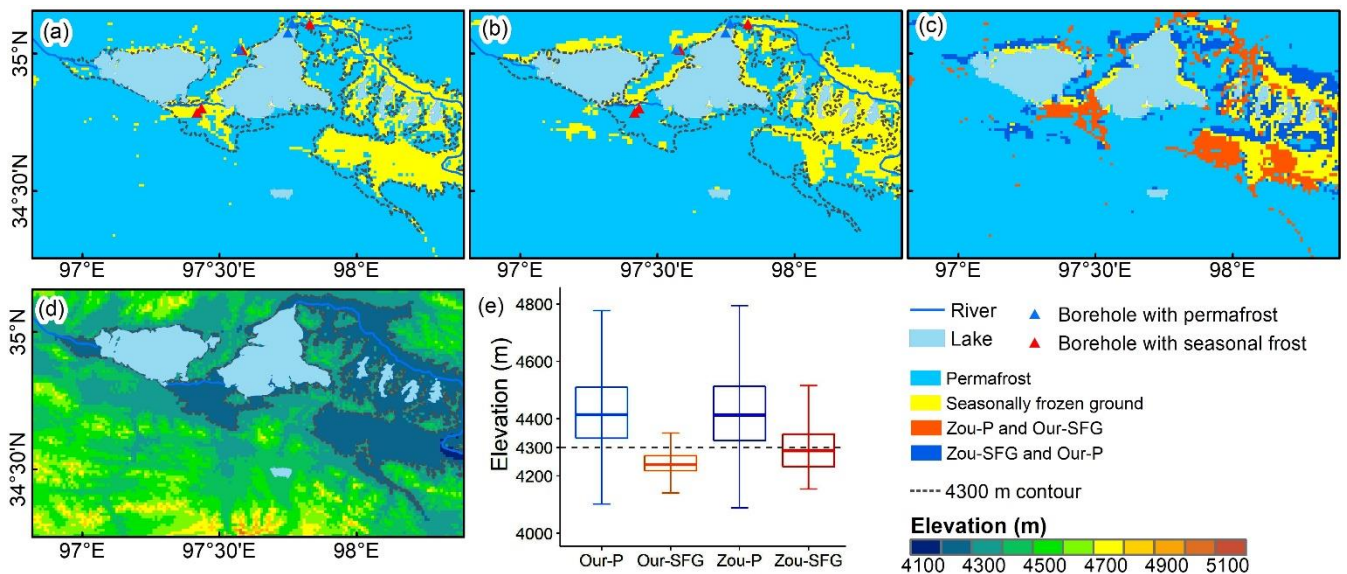 (a)
(b)
(c)
35°N
34°30'N
97°E
97°30'E
98°E
97°E
97°30'E
98°E
97°E
97°30'E
98°E
(d)
35°N
34°30'N
97°E
97°30'E
98°E
(e)
Elevation (m)
4800
4600
4400
4300
4200
4000
Our-P
Our-SFG
Zou-P
Zou-SFG
River
Lake
Borehole with permafrost
Borehole with seasonal frost
Permafrost
Seasonally frozen ground
Zou-P and Our-SFG
Zou-SFG and Our-P
4300 m contour
Elevation (m)
4100 4300 4500 4700 4900 5100